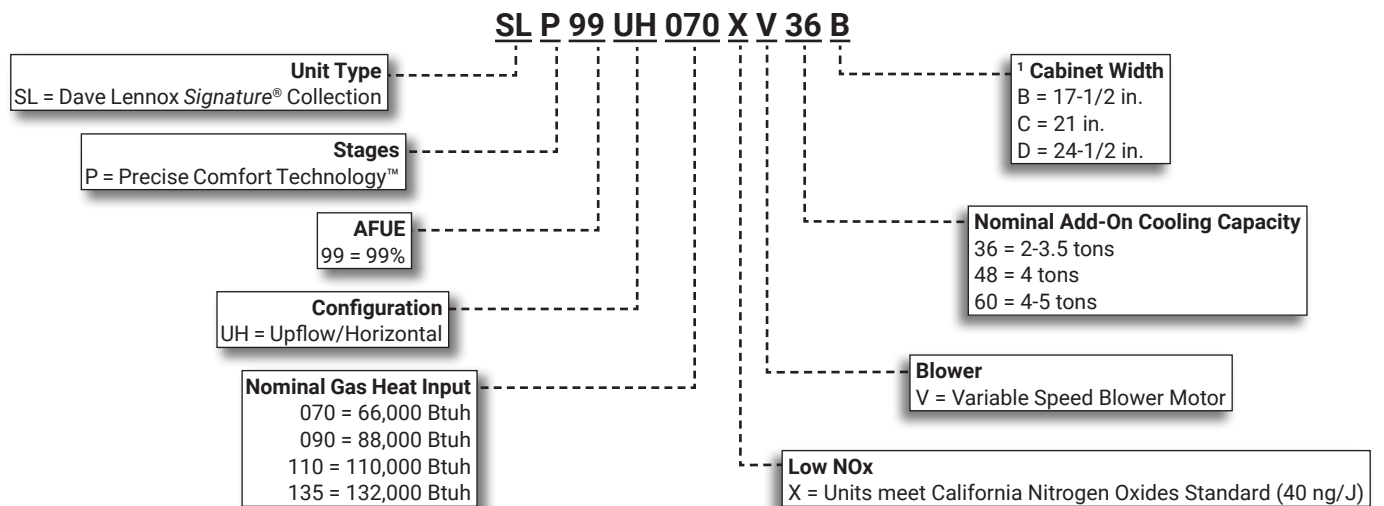 SL P 99 UH 070 X V 36 B
Unit Type
SL = Dave Lennox Signature® Collection
Stages
P = Precise Comfort Technology™
AFUE
99 = 99%
Configuration
UH = Upflow/Horizontal
Nominal Gas Heat Input
070 = 66,000 Btuh
090 = 88,000 Btuh
110 = 110,000 Btuh
135 = 132,000 Btuh
¹ Cabinet Width
B = 17-1/2 in.
C = 21 in.
D = 24-1/2 in.
Nominal Add-On Cooling Capacity
36 = 2-3.5 tons
48 = 4 tons
60 = 4-5 tons
Blower
V = Variable Speed Blower Motor
Low NOx
X = Units meet California Nitrogen Oxides Standard (40 ng/J)